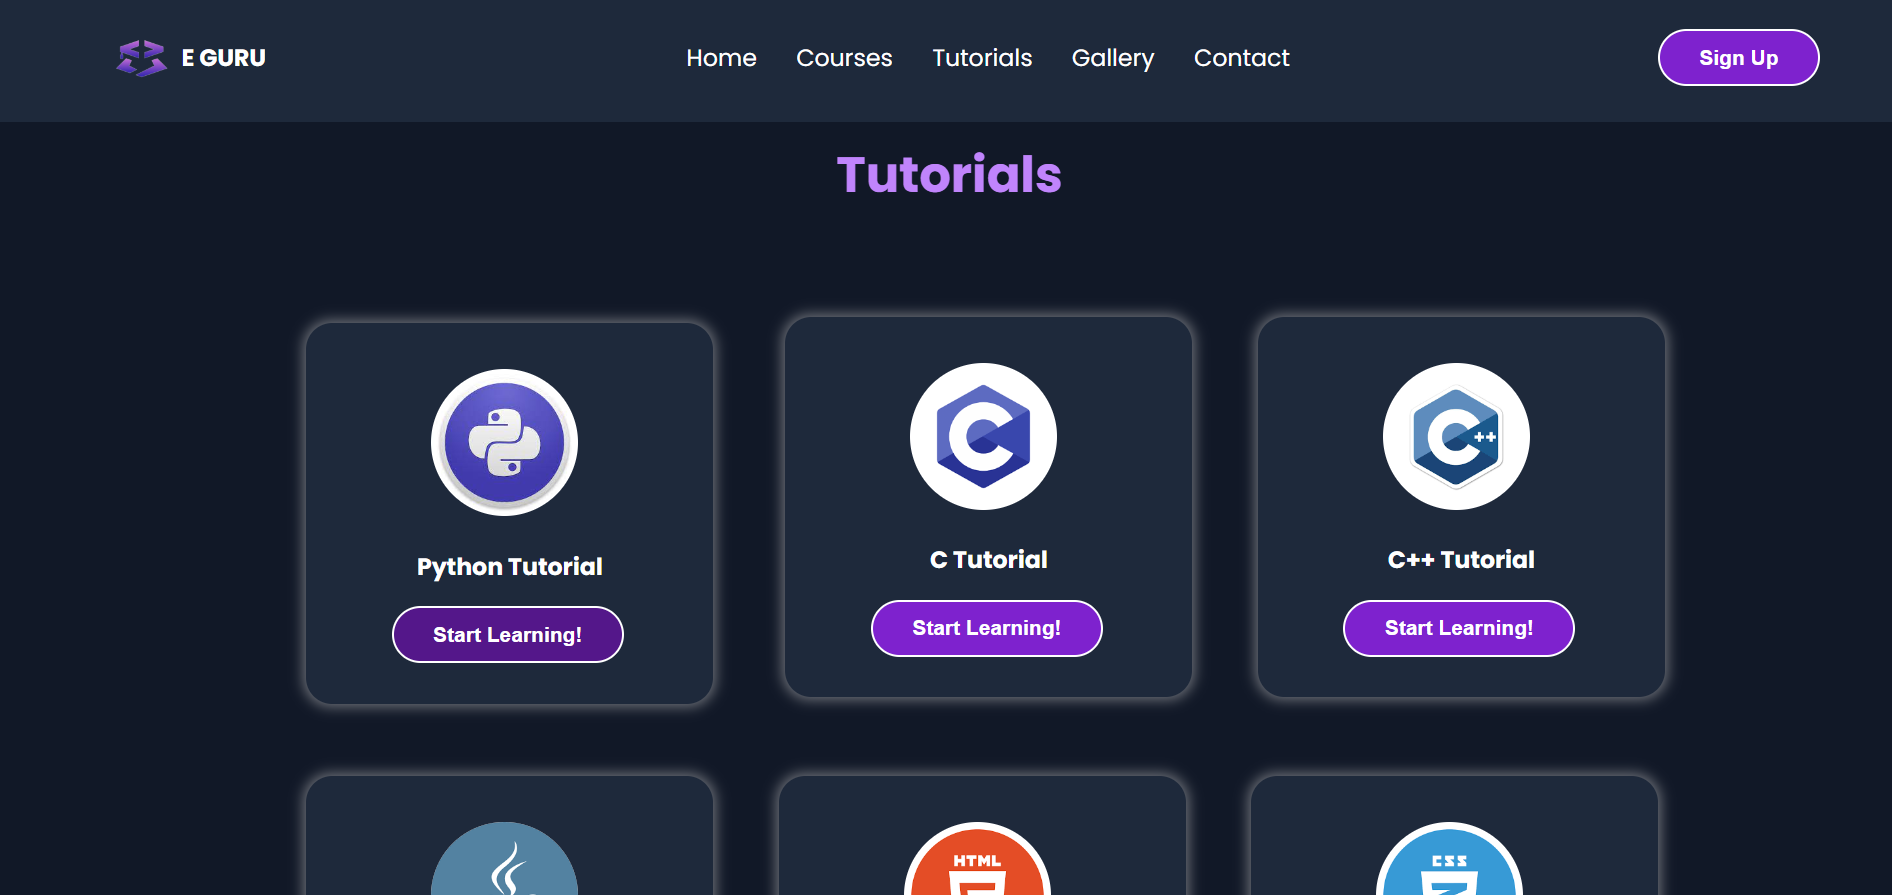 E GURU
Home Courses Tutorials Gallery Contact
Sign Up
Tutorials
C
C ++
Python Tutorial
C Tutorial
C++ Tutorial
Start Learning!
Start Learning!
Start Learning!
HTML
CSS